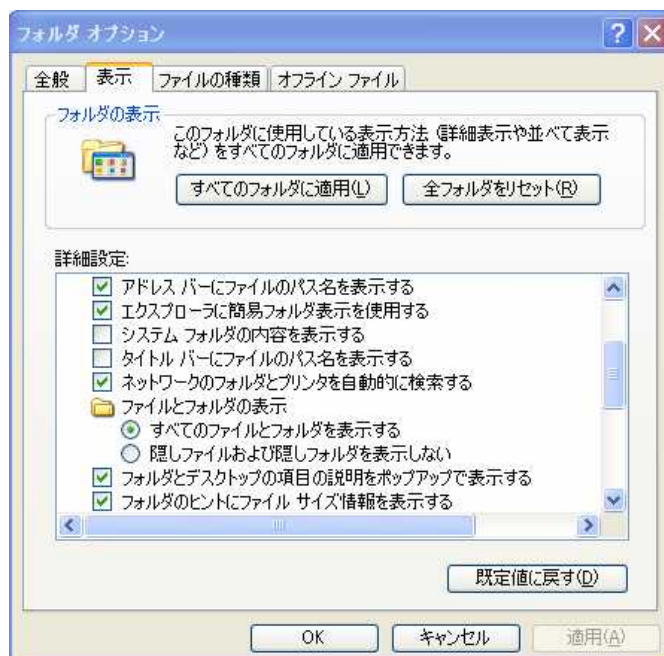 フォルダ オプション
全般 表示 ファイルの種類 オフライン ファイル
フォルダの表示
このフォルダに使用している表示方法 (詳細表示や並べて表示
など) をすべてのフォルダに適用できます。
すべてのフォルダに適用(L) 全フォルダをリセット(R)
詳細設定:
アドレス バーにファイルのパス名を表示する
エクスプローラに簡易フォルダ表示を使用する
システム フォルダの内容を表示する
タイトル バーにファイルのパス名を表示する
ネットワークのフォルダとプリンタを自動的に検索する
ファイルとフォルダの表示
すべてのファイルとフォルダを表示する
隠しファイルおよび隠しフォルダを表示しない
フォルダとデスクトップの項目の説明をポップアップで表示する
フォルダのヒントにファイル サイズ情報を表示する
既定値に戻す(D)
OK キャンセル 適用(A)